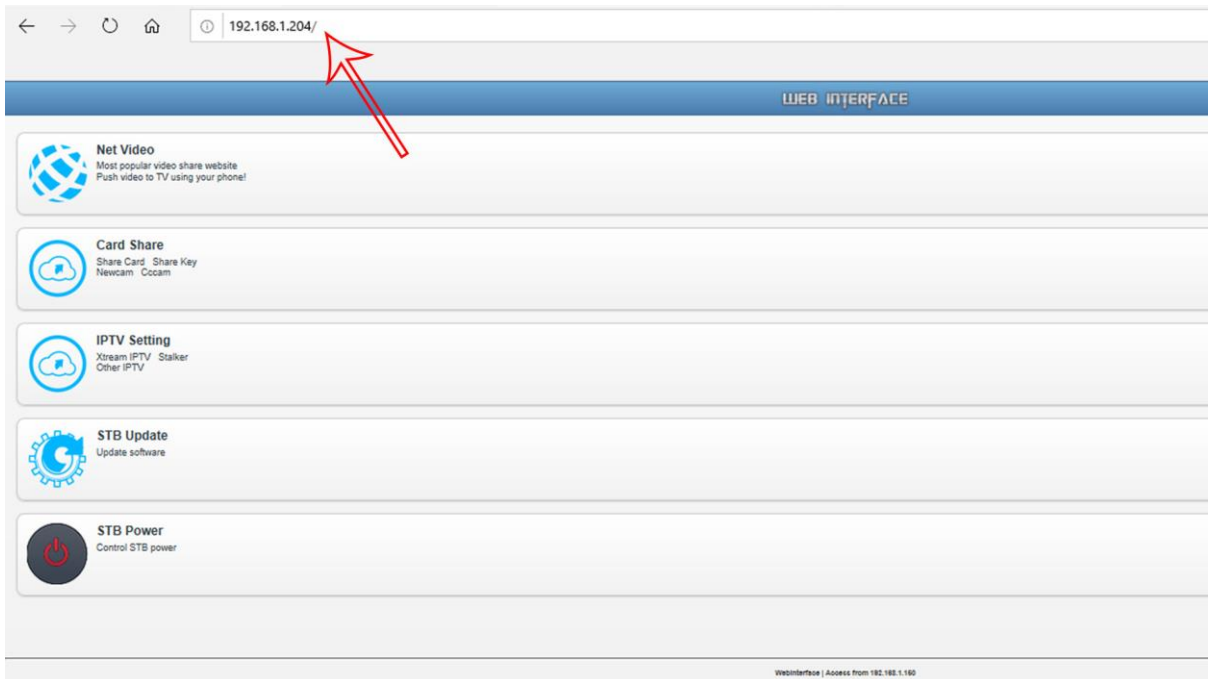 192.168.1.204/
WEB INTERFACE
Net Video
Most popular video share website
Push video to TV using your phone!
Card Share
Share Card Share Key
Newcam Cccam
IPTV Setting
Xtream IPTV Stalker
Other IPTV
STB Update
Update software
STB Power
Control STB power
WebInterface | Access from 192.168.1.160